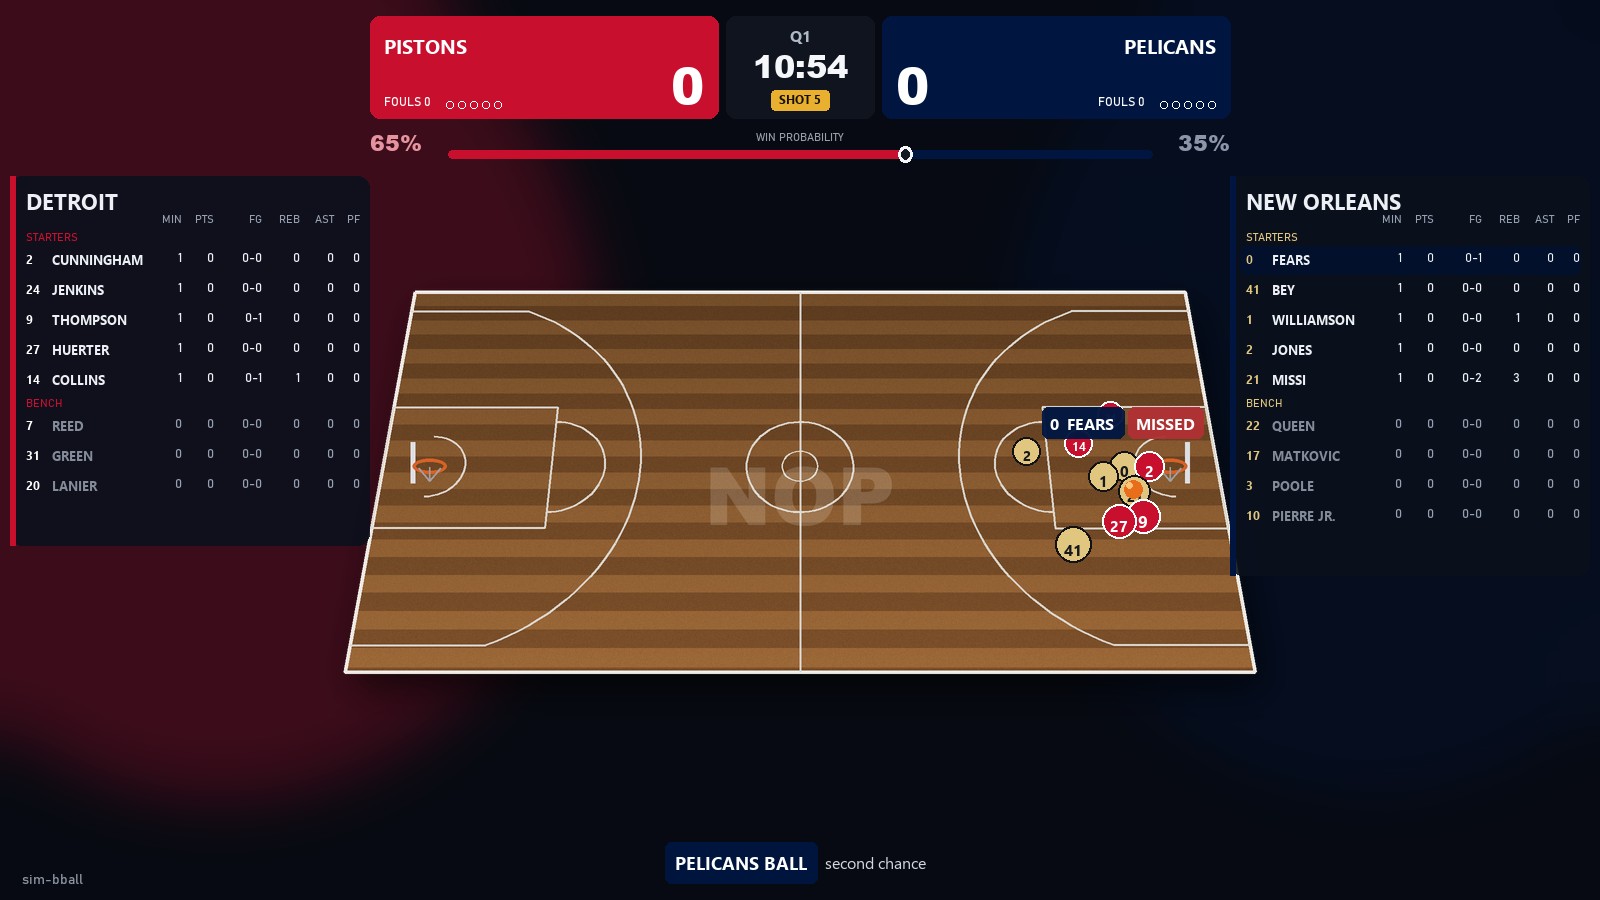 PISTONS
0
FOULS 0
Q1
10:54
SHOT 5
PELICANS
0
FOULS 0
65%
WIN PROBABILITY
35%
DETROIT
MIN PTS FG REB AST PF
STARTERS
2 CUNNINGHAM 1 0 0-0 0 0 0
24 JENKINS 1 0 0-0 0 0 0
9 THOMPSON 1 0 0-1 0 0 0
27 HUERTER 1 0 0-0 0 0 0
14 COLLINS 1 0 0-1 1 0 0
BENCH
7 REED 0 0 0-0 0 0 0
31 GREEN 0 0 0-0 0 0 0
20 LANIER 0 0 0-0 0 0 0
NEW ORLEANS
MIN PTS FG REB AST PF
STARTERS
0 FEARS 1 0 0-1 0 0 0
41 BEY 1 0 0-0 0 0 0
1 WILLIAMSON 1 0 0-0 1 0 0
2 JONES 1 0 0-0 0 0 0
21 MISSI 1 0 0-2 3 0 0
BENCH
22 QUEEN 0 0 0-0 0 0 0
17 MATKOVIC 0 0 0-0 0 0 0
3 POOLE 0 0 0-0 0 0 0
10 PIERRE JR. 0 0 0-0 0 0 0
0 FEARS MISSED
14
2
0
2
1
27
9
41
NOP
PELICANS BALL second chance
sim-bball